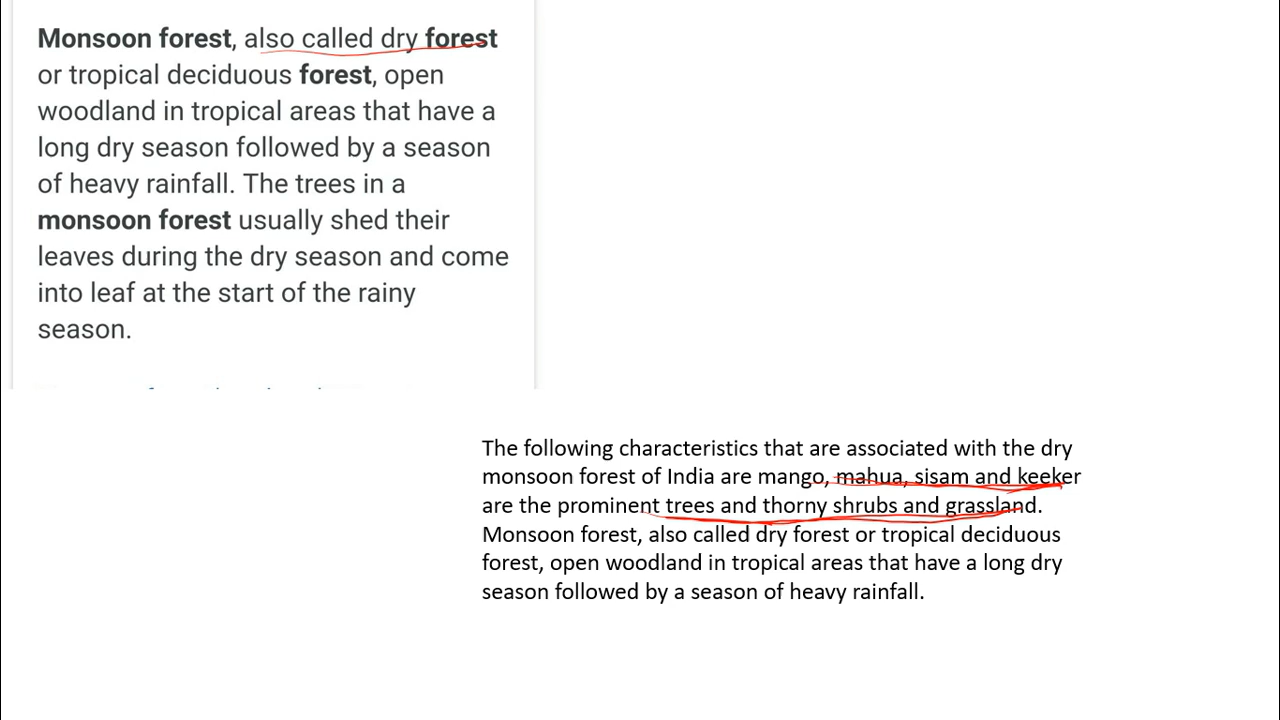 Monsoon forest, also called dry forest
or tropical deciduous forest, open
woodland in tropical areas that have a
long dry season followed by a season
of heavy rainfall. The trees in a
monsoon forest usually shed their
leaves during the dry season and come
into leaf at the start of the rainy
season.
The following characteristics that are associated with the dry
monsoon forest of India are mango, mahua, sisam and keeker
are the prominent trees and thorny shrubs and grassland.
Monsoon forest, also called dry forest or tropical deciduous
forest, open woodland in tropical areas that have a long dry
season followed by a season of heavy rainfall.